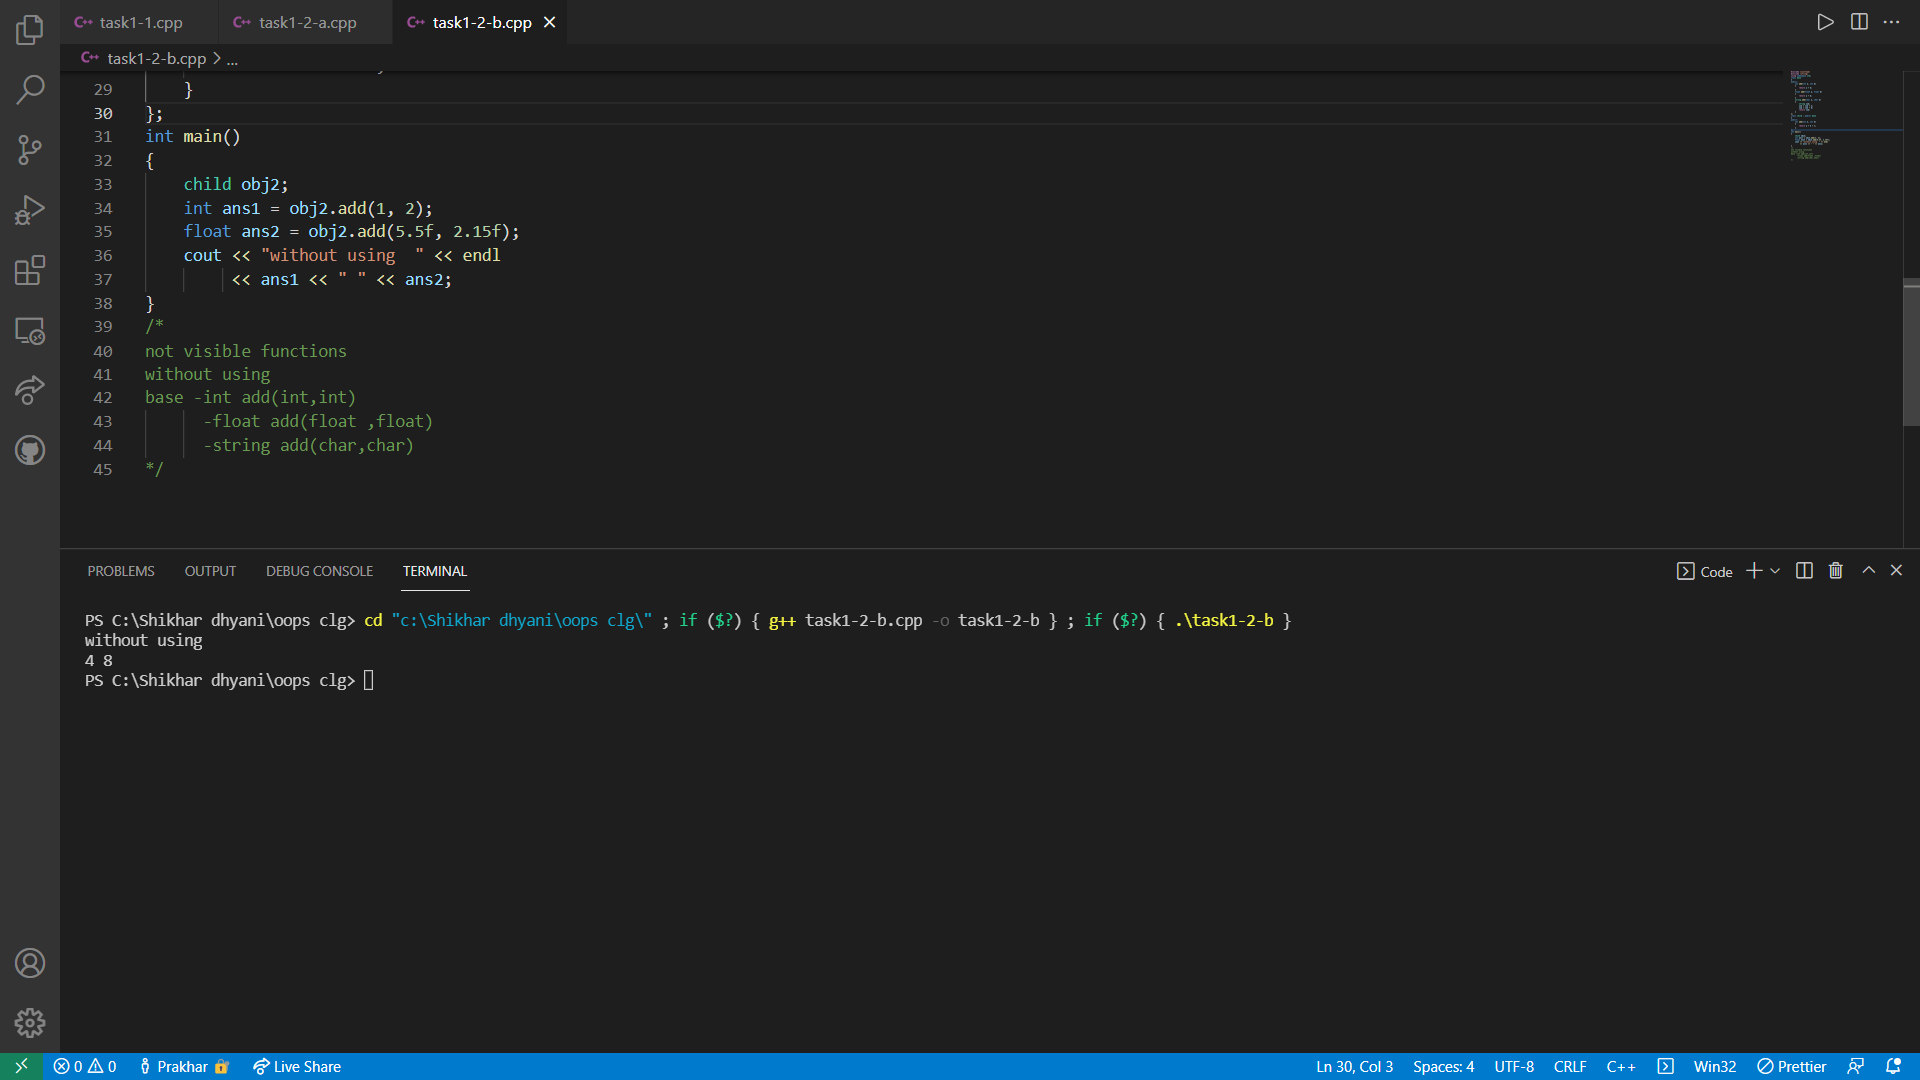 task1-1.cpp task1-2-a.cpp task1-2-b.cpp
task1-2-b.cpp > ...
29 }
30 };
31 int main()
32 {
33 child obj2;
34 int ans1 = obj2.add(1, 2);
35 float ans2 = obj2.add(5.5f, 2.15f);
36 cout << "without using  " << endl
37 << ans1 << " " << ans2;
38 }
39 /*
40 not visible functions
41 without using
42 base -int add(int,int)
43 -float add(float ,float)
44 -string add(char,char)
45 */
PROBLEMS OUTPUT DEBUG CONSOLE TERMINAL Code
PS C:\Shikhar dhyani\oops clg> cd "c:\Shikhar dhyani\oops clg\" ; if ($?) { g++ task1-2-b.cpp -o task1-2-b } ; if ($?) { .\task1-2-b }
without using
4 8
PS C:\Shikhar dhyani\oops clg>
0 0 Prakhar Live Share Ln 30, Col 3 Spaces: 4 UTF-8 CRLF C++ Win32 Prettier